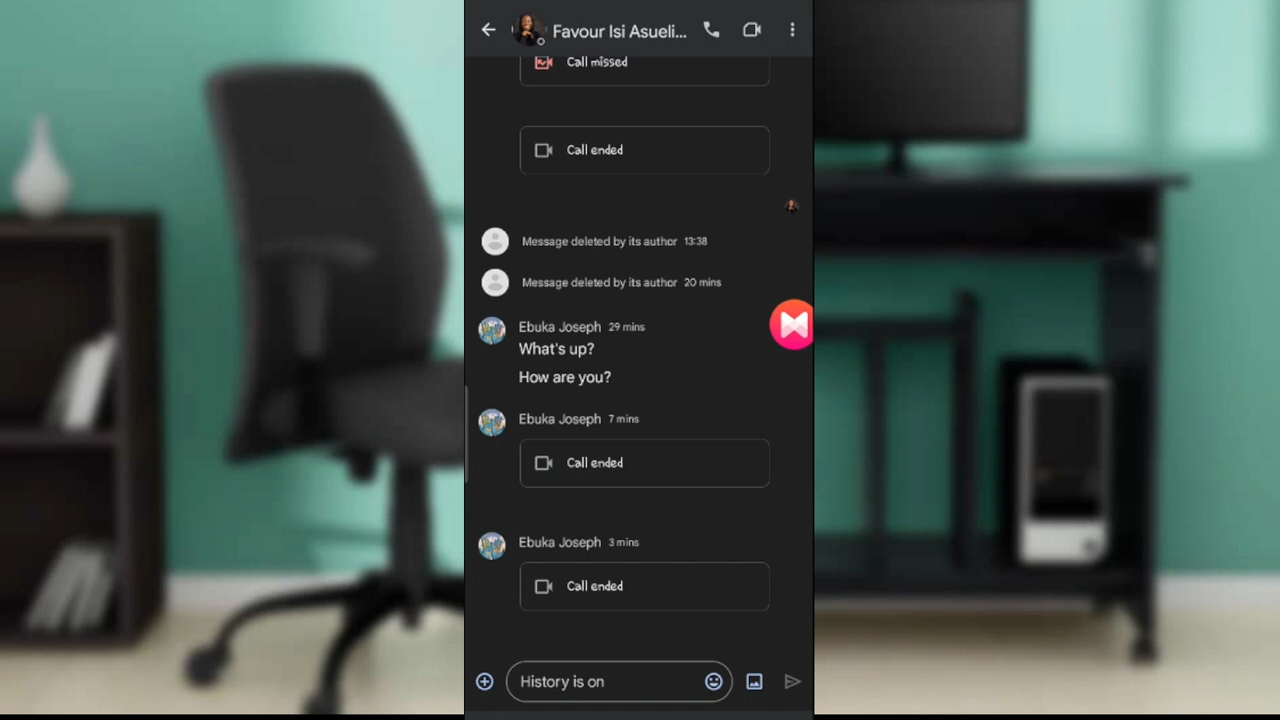 Favour Isi Asueli...
Call missed
Call ended
Message deleted by its author 13:38
Message deleted by its author 20 mins
Ebuka Joseph 29 mins
What's up?
How are you?
Ebuka Joseph 7 mins
Call ended
Ebuka Joseph 3 mins
Call ended
History is on